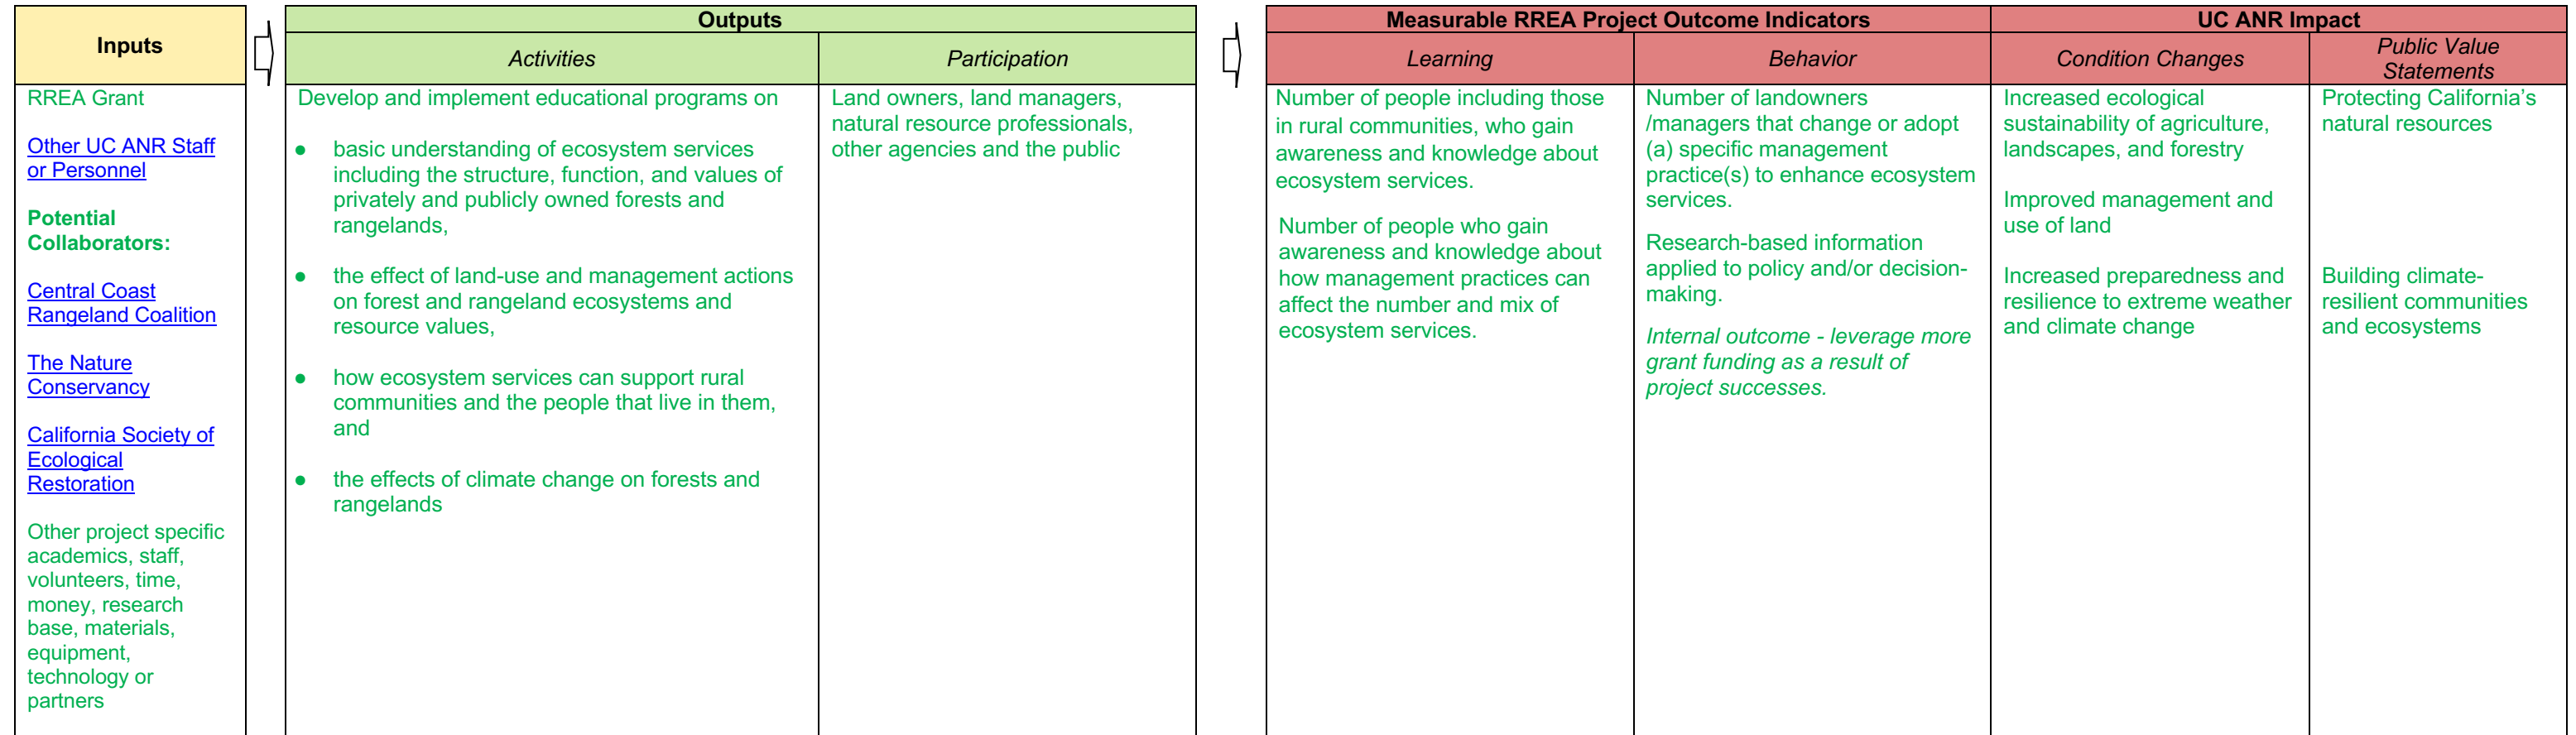 Inputs
RREA Grant
Other UC ANR Staff
or Personnel
Potential
Collaborators:
Central Coast
Rangeland Coalition
The Nature
Conservancy
California Society of
Ecological
Restoration
Other project specific
academics, staff,
volunteers, time,
money, research
base, materials,
equipment,
technology or
partners
Outputs
Activities
Develop and implement educational programs on
● basic understanding of ecosystem services
including the structure, function, and values of
privately and publicly owned forests and
rangelands,
● the effect of land-use and management actions
on forest and rangeland ecosystems and
resource values,
● how ecosystem services can support rural
communities and the people that live in them,
and
● the effects of climate change on forests and
rangelands
Participation
Land owners, land managers,
natural resource professionals,
other agencies and the public
Measurable RREA Project Outcome Indicators
Learning
Number of people including those
in rural communities, who gain
awareness and knowledge about
ecosystem services.
Number of people who gain
awareness and knowledge about
how management practices can
affect the number and mix of
ecosystem services.
Behavior
Number of landowners
/managers that change or adopt
(a) specific management
practice(s) to enhance ecosystem
services.
Research-based information
applied to policy and/or decision-
making.
Internal outcome - leverage more
grant funding as a result of
project successes.
UC ANR Impact
Condition Changes
Increased ecological
sustainability of agriculture,
landscapes, and forestry
Improved management and
use of land
Increased preparedness and
resilience to extreme weather
and climate change
Public Value
Statements
Protecting California's
natural resources
Building climate-
resilient communities
and ecosystems